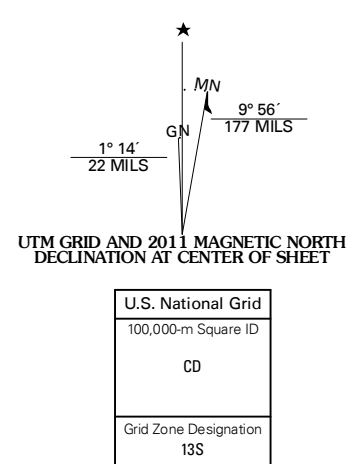 MN
9° 56´
177 MILS
GN
1° 14´
22 MILS
UTM GRID AND 2011 MAGNETIC NORTH
DECLINATION AT CENTER OF SHEET
U.S. National Grid
100,000-m Square ID
CD
Grid Zone Designation
13S